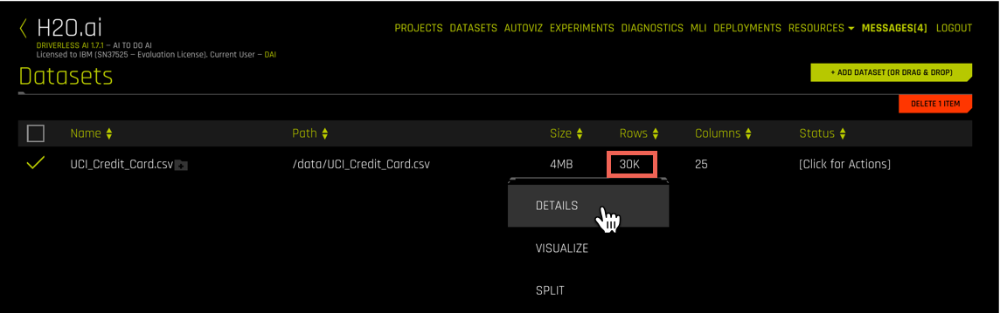 H2O.ai
PROJECTS DATASETS AUTOVIZ EXPERIMENTS DIAGNOSTICS MLI DEPLOYMENTS RESOURCES MESSAGES[4] LOGOUT
DRIVERLESS AI 1.7.1 — AI TO DO AI
Licensed to IBM (SN37525 — Evaluation License). Current User — DAI
Datasets
+ ADD DATASET (OR DRAG & DROP)
DELETE 1 ITEM
Name Path Size Rows Columns Status
UCI_Credit_Card.csv /data/UCI_Credit_Card.csv 4MB 30K 25 [Click for Actions]
DETAILS
VISUALIZE
SPLIT